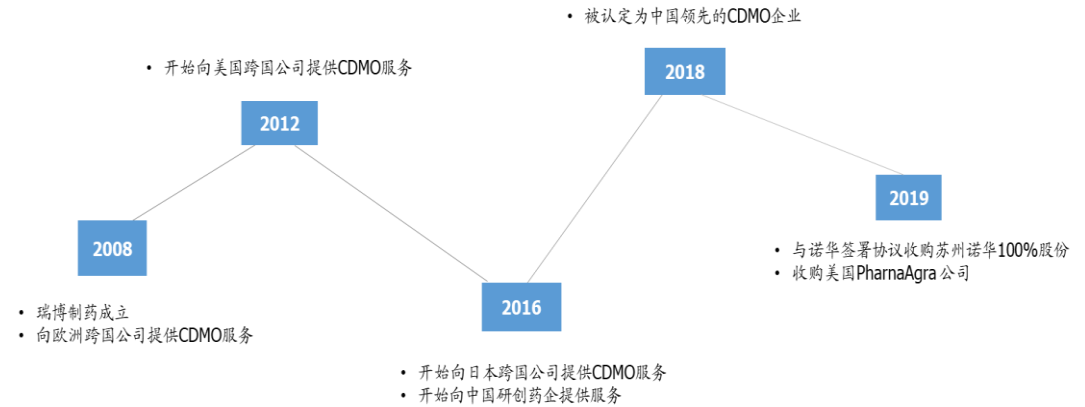 • 被认定为中国领先的CDMO企业
2018
• 开始向美国跨国公司提供CDMO服务
2012
2008
• 瑞博制药成立
• 向欧洲跨国公司提供CDMO服务
2016
• 开始向日本跨国公司提供CDMO服务
• 开始向中国研创药企提供服务
2019
• 与诺华签署协议收购苏州诺华100%股份
• 收购美国PharnaAgra公司